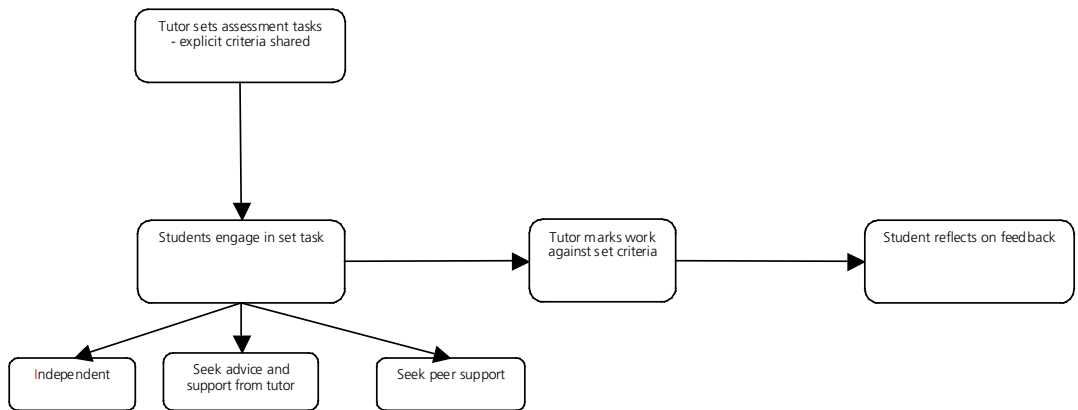 Tutor sets assessment tasks
- explicit criteria shared
Students engage in set task
Tutor marks work
against set criteria
Student reflects on feedback
Independent
Seek advice and
support from tutor
Seek peer support